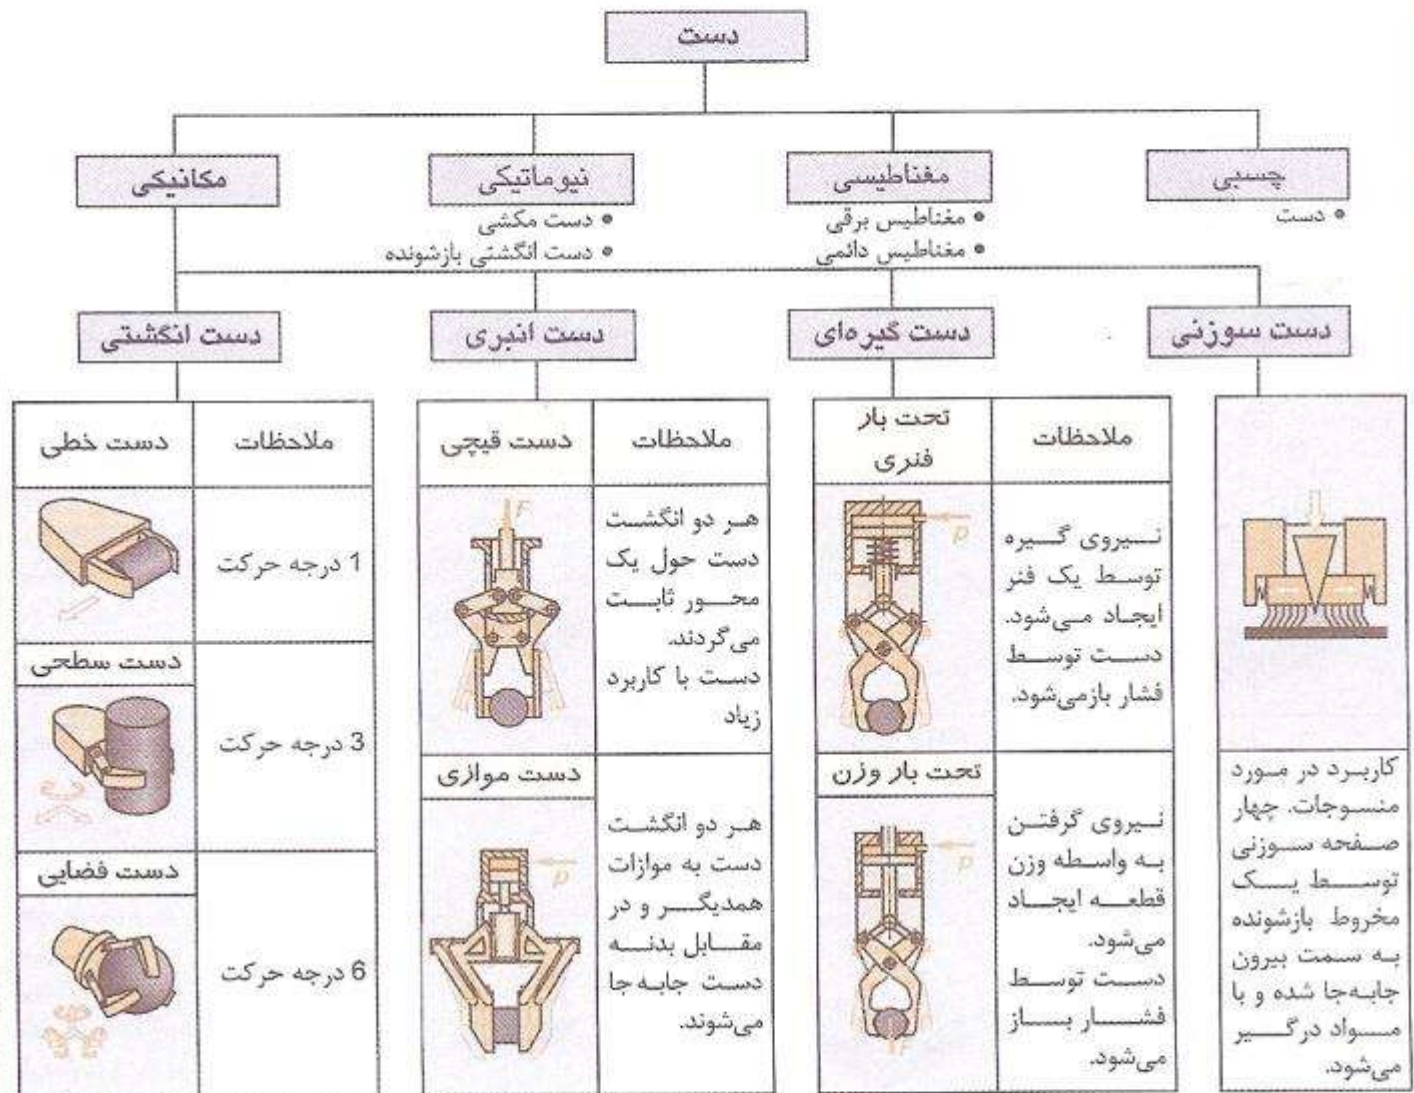 دست
مکانیکی
نیوماتیکی
• دست مکشی
• دست انگشتی بازشونده
مغناطیسی
• مغناطیس برقی
• مغناطیس دائمی
چسبی
• دست
دست انگشتی
دست انبری
دست گیره‌ای
دست سوزنی
دست خطی
ملاحظات
1 درجه حرکت
دست سطحی
3 درجه حرکت
دست فضایی
6 درجه حرکت
دست قیچی
ملاحظات
F
هر دو انگشت
دست حول یک
محور ثابت
می‌گردند.
دست با کاربرد
زیاد
دست موازی
p
هر دو انگشت
دست به موازات
همدیگر و در
مقابل بدنه
دست جابه‌جا
می‌شوند.
تحت بار
فنری
ملاحظات
p
نیروی گیره
توسط یک فنر
ایجاد می‌شود.
دست توسط
فشار بازمی‌شود.
تحت بار وزن
p
F
نیروی گرفتن
به واسطه وزن
قطعه ایجاد
می‌شود.
دست توسط
فشار باز
می‌شود.
کاربرد در مورد
منسوجات. چهار
صفحه سوزنی
توسط یک
مخروط بازشونده
به سمت بیرون
جابه‌جا شده و با
مواد درگیر
می‌شود.